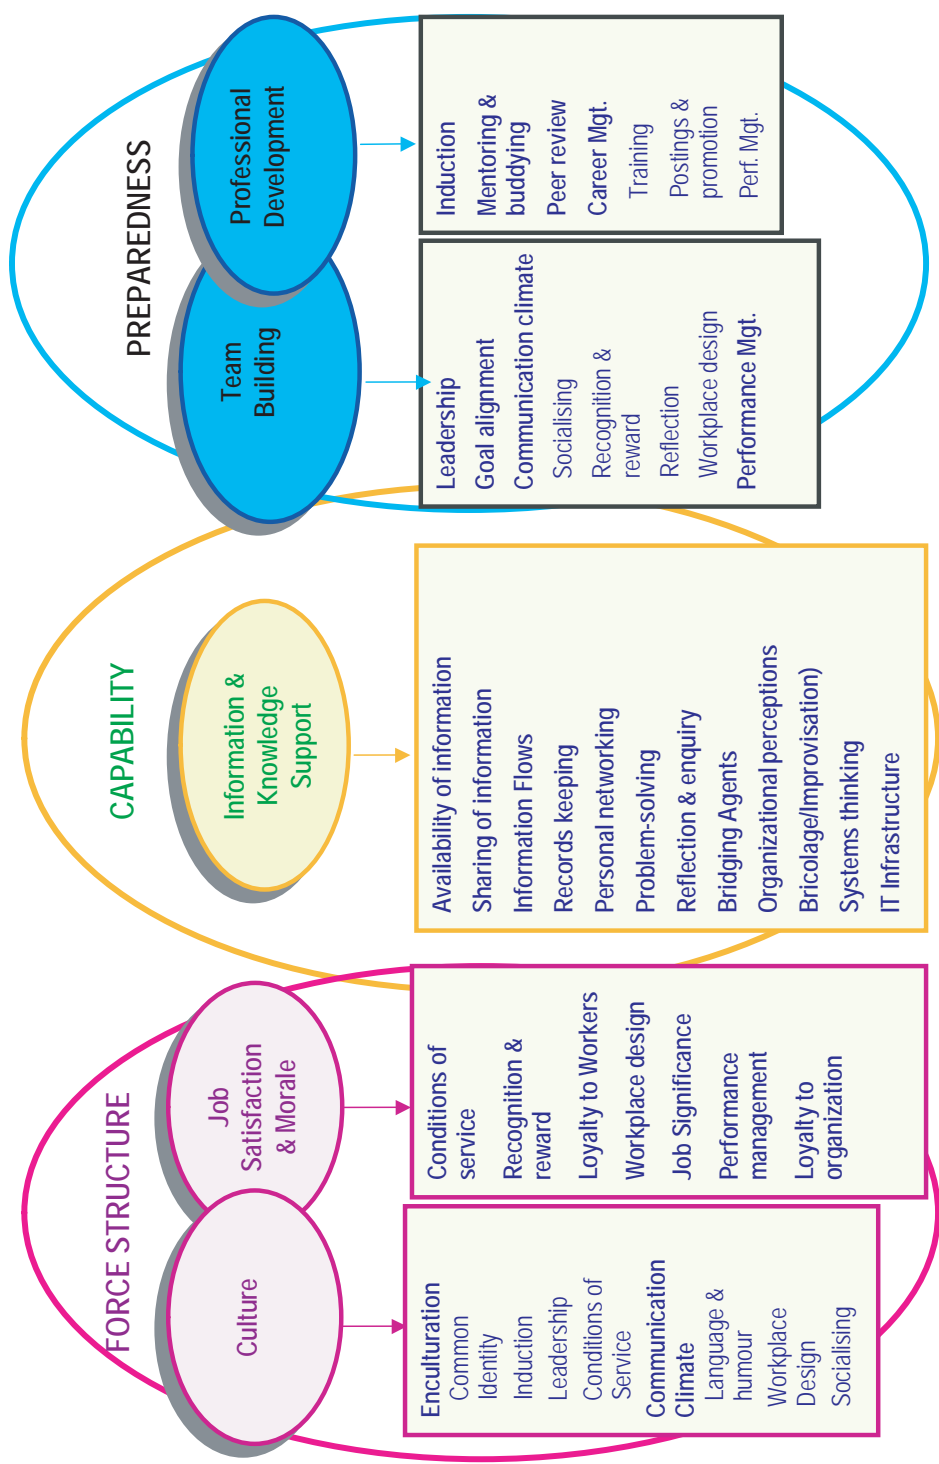 FORCE STRUCTURE
Culture
Enculturation
Common
Identity
Induction
Leadership
Conditions of
Service
Communication
Climate
Language &
humour
Workplace
Design
Socialising
Job
Satisfaction
& Morale
Conditions of
service
Recognition &
reward
Loyalty to Workers
Workplace design
Job Significance
Performance
management
Loyalty to
organization
CAPABILITY
Information &
Knowledge
Support
Availability of information
Sharing of information
Information Flows
Records keeping
Personal networking
Problem-solving
Reflection & enquiry
Bridging Agents
Organizational perceptions
Bricolage/Improvisation)
Systems thinking
IT Infrastructure
PREPAREDNESS
Team
Building
Leadership
Goal alignment
Communication climate
Socialising
Recognition &
reward
Reflection
Workplace design
Performance Mgt.
Professional
Development
Induction
Mentoring &
buddying
Peer review
Career Mgt.
Training
Postings &
promotion
Perf. Mgt.